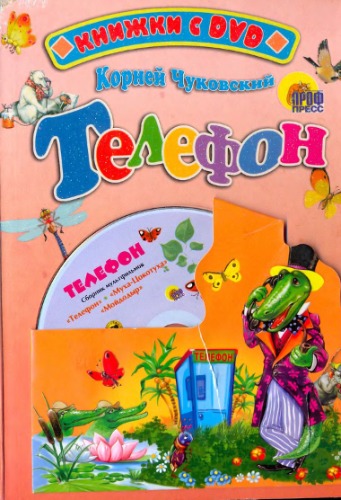 КНИЖКИ С DVD
Корней Чуковский
ПРОФ
ПРЕСС
Телефон
ТЕЛЕФОН
Сборник мультфильмов
«Телефон» • «Муха-Цокотуха»
«Мойдодыр»
ТЕЛЕФОН